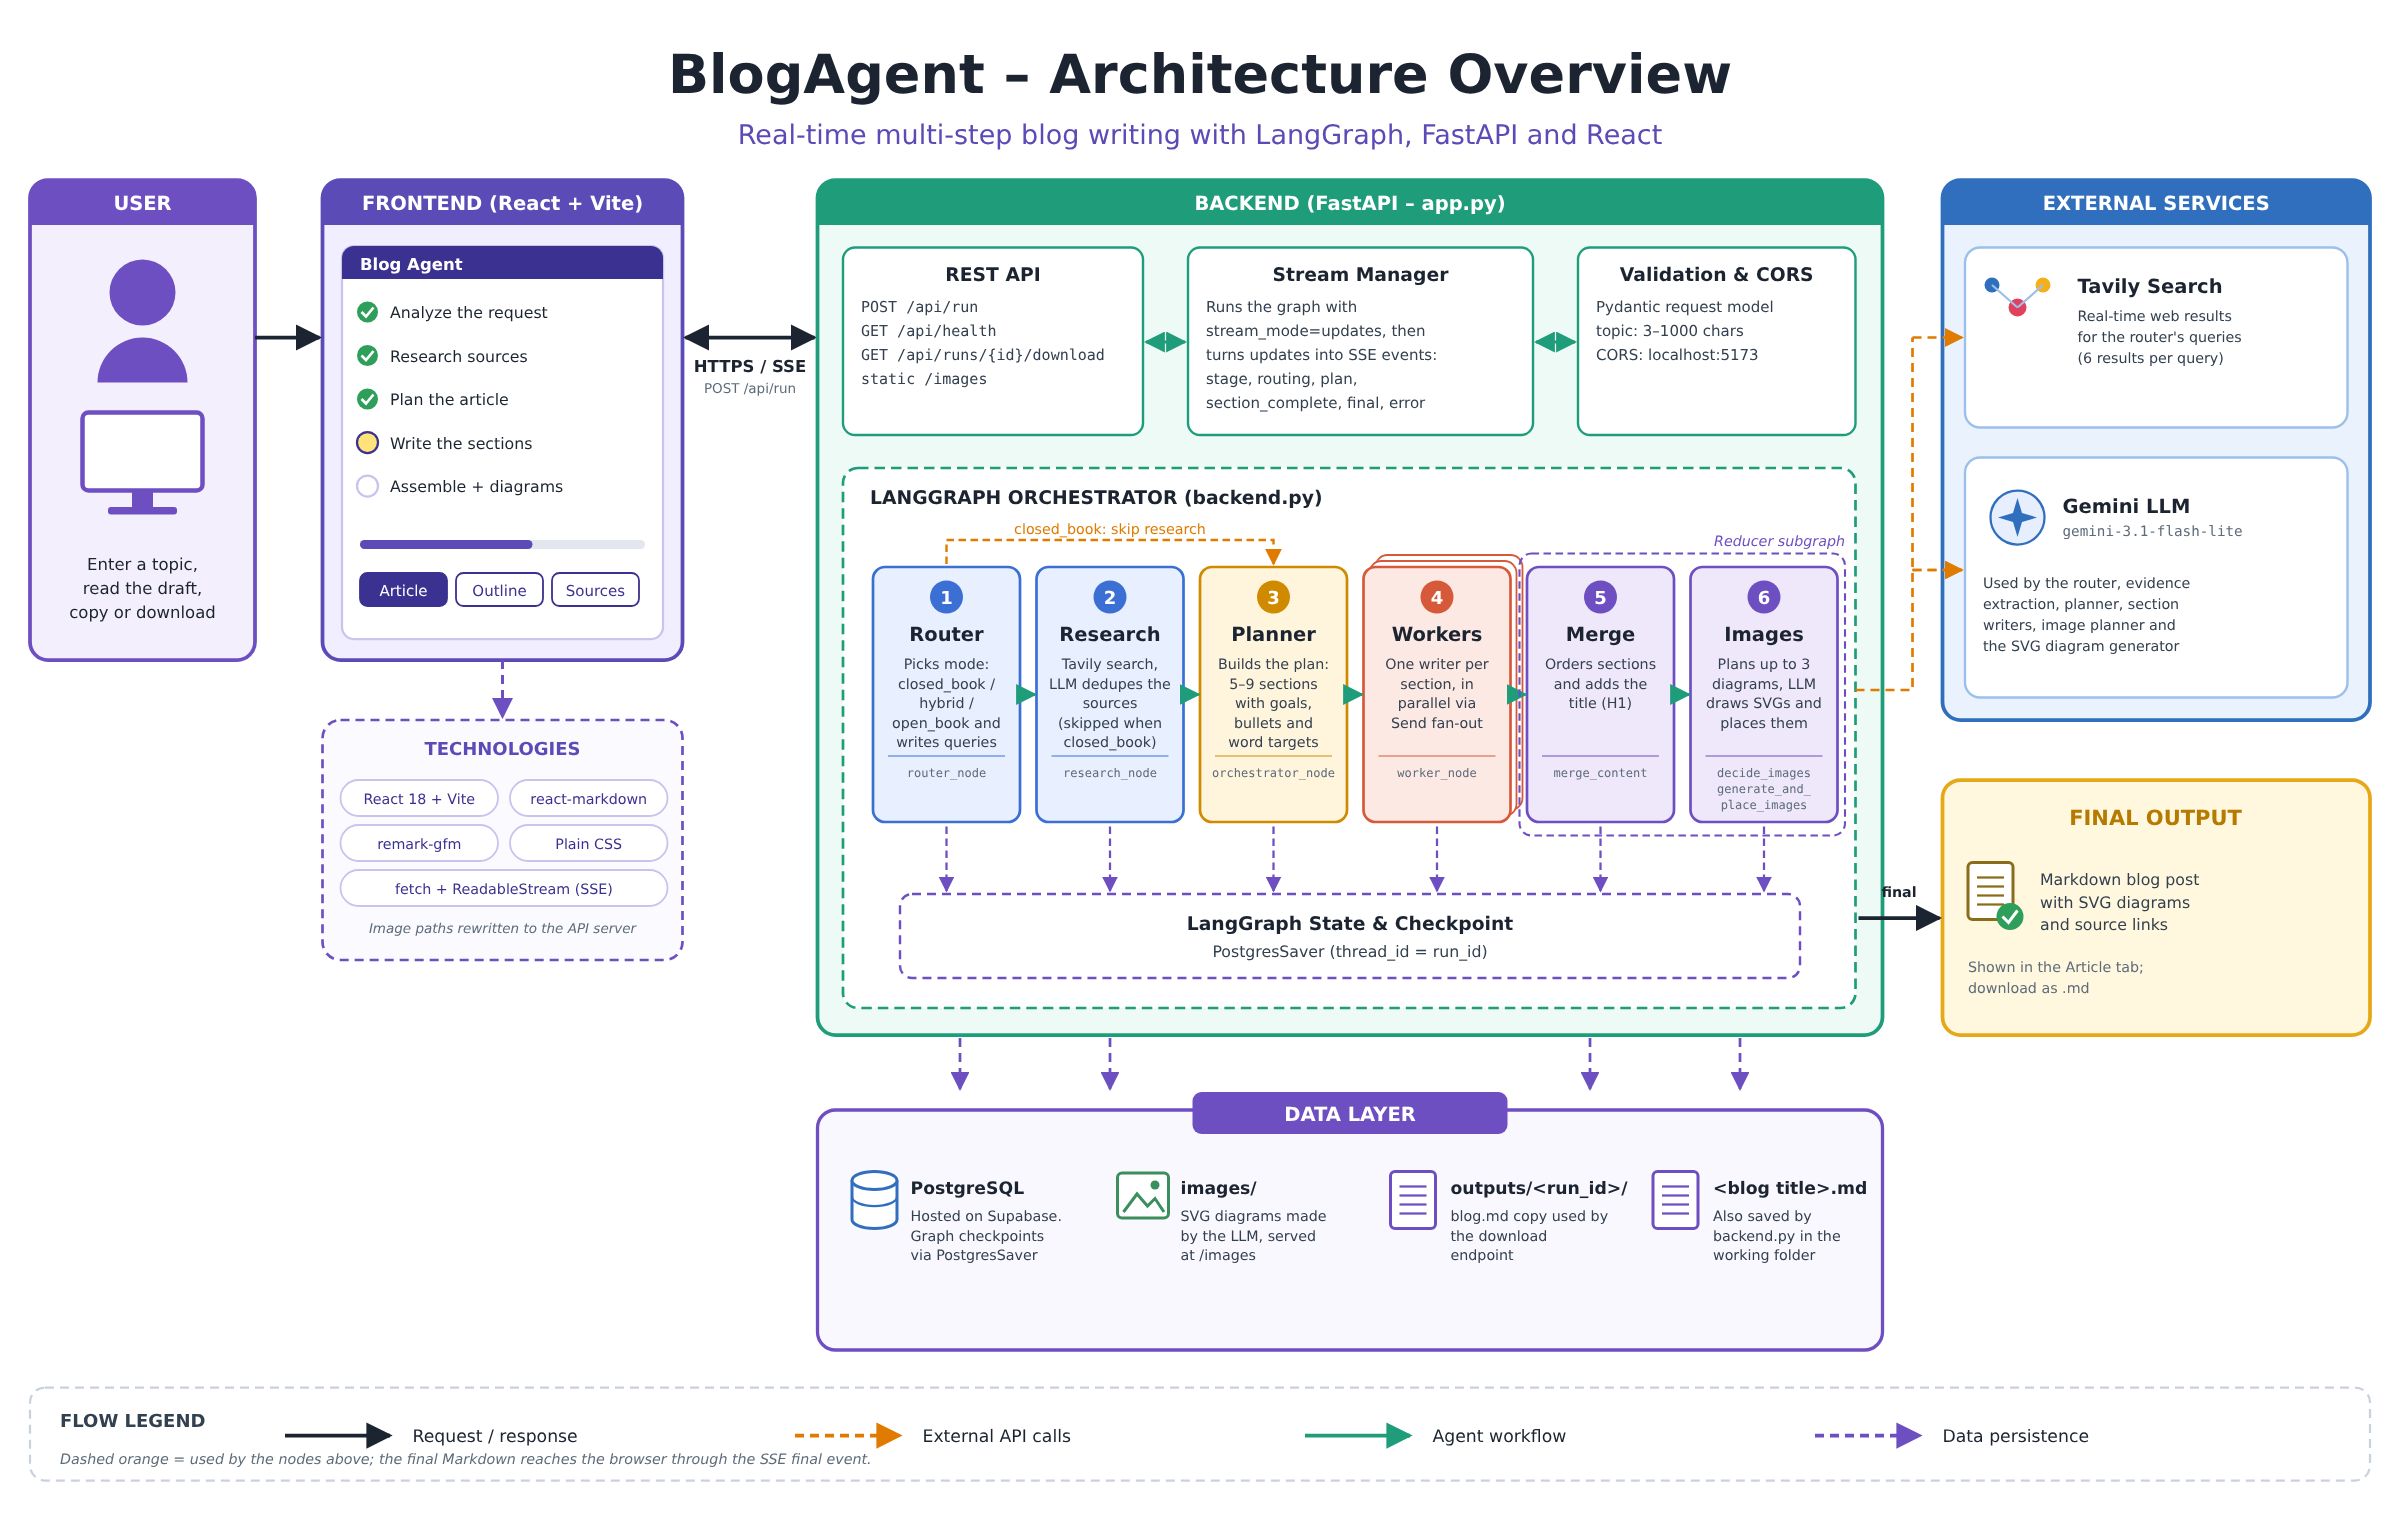 BlogAgent – Architecture Overview
Real-time multi-step blog writing with LangGraph, FastAPI and React
USER
Enter a topic,
read the draft,
copy or download
FRONTEND (React + Vite)
Blog Agent
Analyze the request
Research sources
Plan the article
Write the sections
Assemble + diagrams
Article
Outline
Sources
TECHNOLOGIES
React 18 + Vite
react-markdown
remark-gfm
Plain CSS
fetch + ReadableStream (SSE)
Image paths rewritten to the API server
HTTPS / SSE
POST /api/run
BACKEND (FastAPI – app.py)
REST API
POST /api/run
GET /api/health
GET /api/runs/{id}/download
static /images
Stream Manager
Runs the graph with
stream_mode=updates, then
turns updates into SSE events:
stage, routing, plan,
section_complete, final, error
Validation & CORS
Pydantic request model
topic: 3–1000 chars
CORS: localhost:5173
LANGGRAPH ORCHESTRATOR (backend.py)
closed_book: skip research
Reducer subgraph
1
Router
Picks mode:
closed_book /
hybrid /
open_book and
writes queries
router_node
2
Research
Tavily search,
LLM dedupes the
sources
(skipped when
closed_book)
research_node
3
Planner
Builds the plan:
5–9 sections
with goals,
bullets and
word targets
orchestrator_node
4
Workers
One writer per
section, in
parallel via
Send fan-out
worker_node
5
Merge
Orders sections
and adds the
title (H1)
merge_content
6
Images
Plans up to 3
diagrams, LLM
draws SVGs and
places them
decide_images
generate_and_
place_images
LangGraph State & Checkpoint
PostgresSaver (thread_id = run_id)
EXTERNAL SERVICES
Tavily Search
Real-time web results
for the router's queries
(6 results per query)
Gemini LLM
gemini-3.1-flash-lite
Used by the router, evidence
extraction, planner, section
writers, image planner and
the SVG diagram generator
final
FINAL OUTPUT
Markdown blog post
with SVG diagrams
and source links
Shown in the Article tab;
download as .md
DATA LAYER
PostgreSQL
Hosted on Supabase.
Graph checkpoints
via PostgresSaver
images/
SVG diagrams made
by the LLM, served
at /images
outputs/<run_id>/
blog.md copy used by
the download
endpoint
<blog title>.md
Also saved by
backend.py in the
working folder
FLOW LEGEND
Request / response
External API calls
Agent workflow
Data persistence
Dashed orange = used by the nodes above; the final Markdown reaches the browser through the SSE final event.